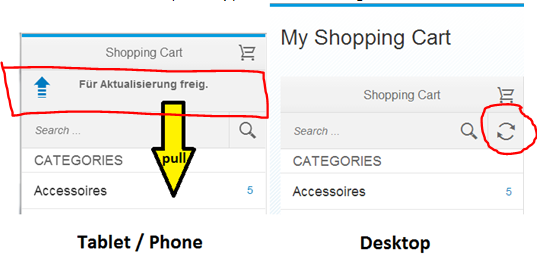 Shopping Cart
Für Aktualisierung freig.
Search ...
pull
CATEGORIES
Accessoires 5
Tablet / Phone
My Shopping Cart
Shopping Cart
Search ...
CATEGORIES
Accessoires 5
Desktop